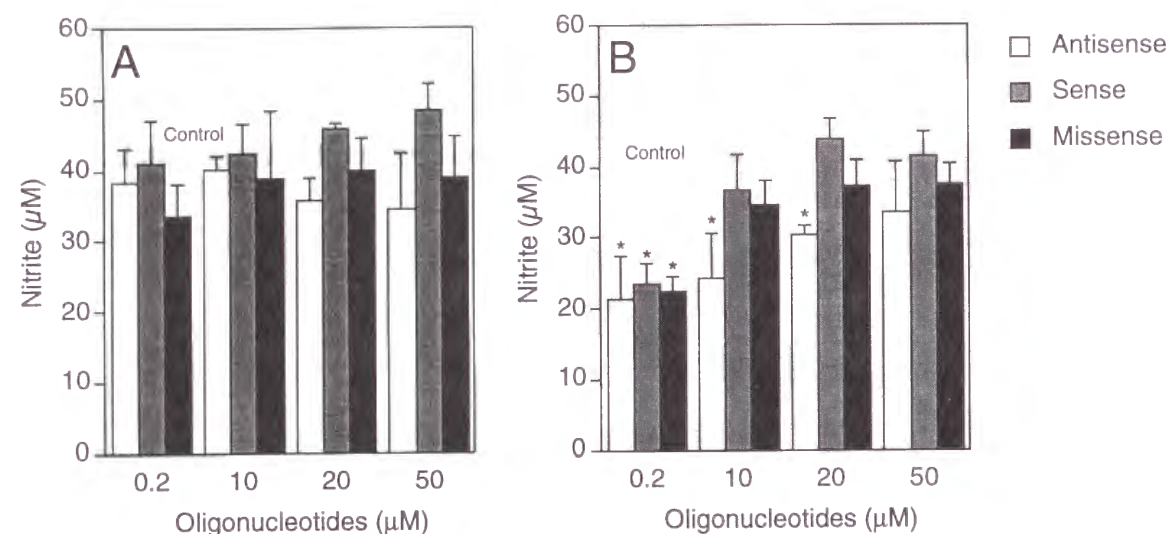 A
60
50
40
30
20
10
0
Nitrite (µM)
Control
0.2 10 20 50
Oligonucleotides (µM)
B
60
50
40
30
20
10
0
Nitrite (µM)
Control
* * * * *
0.2 10 20 50
Oligonucleotides (µM)
Antisense
Sense
Missense